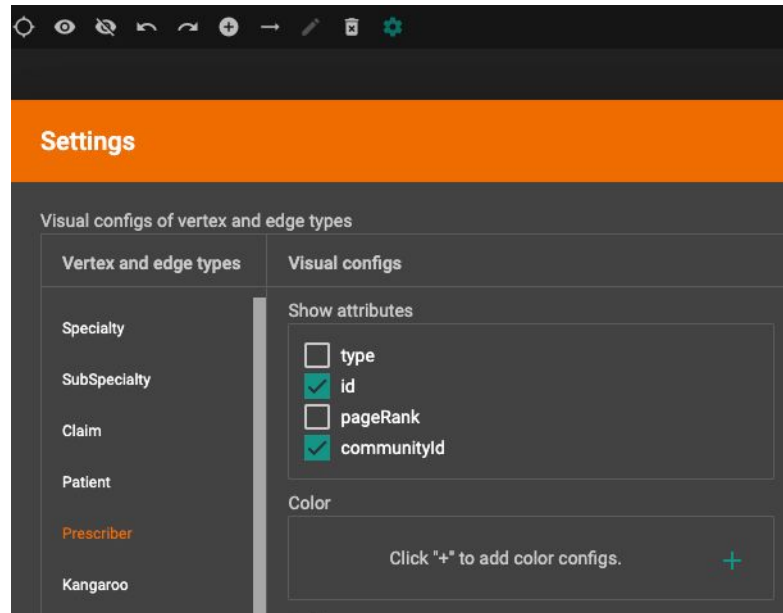 Settings
Visual configs of vertex and edge types
Vertex and edge types
Visual configs
Specialty
SubSpecialty
Claim
Patient
Prescriber
Kangaroo
Show attributes
type
id
pageRank
communityId
Color
Click "+" to add color configs.